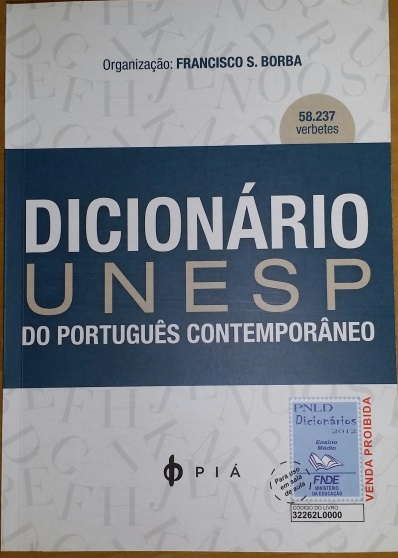 Organização: FRANCISCO S. BORBA
58.237
verbetes
DICIONÁRIO
UNESP
DO PORTUGUÊS CONTEMPORÂNEO
PIÁ
PNLD
Dicionários
2012
Ensino
Médio
FNDE
MINISTÉRIO
DA EDUCAÇÃO
VENDA PROIBIDA
Para uso
em sala
de aula
CÓDIGO DO LIVRO:
32262L0000